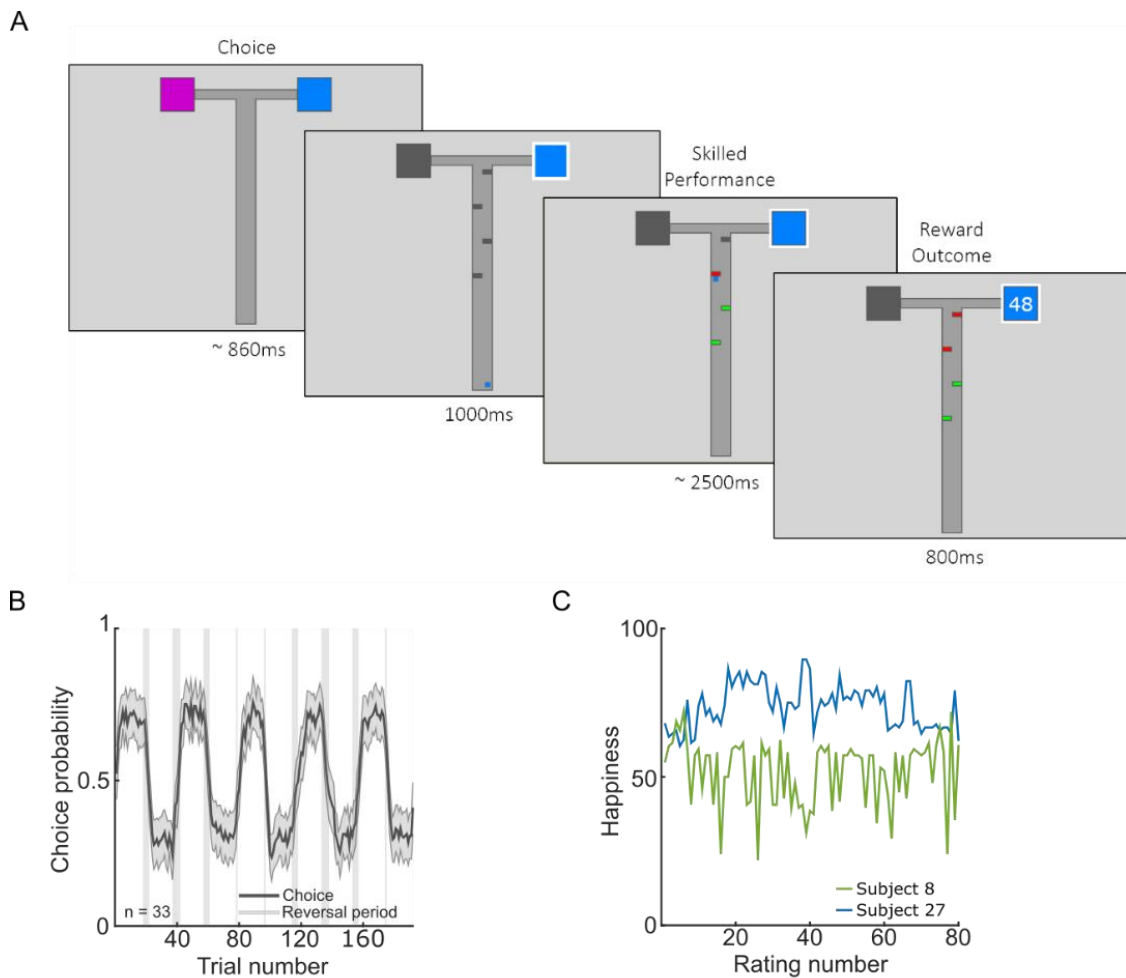 A
Choice
~ 860ms
1000ms
Skilled
Performance
~ 2500ms
Reward
Outcome
48
800ms
B
Choice probability
1
0.5
0
n = 33
Choice
Reversal period
40
80
120
160
Trial number
C
Happiness
100
50
0
Subject 8
Subject 27
20
40
60
80
Rating number